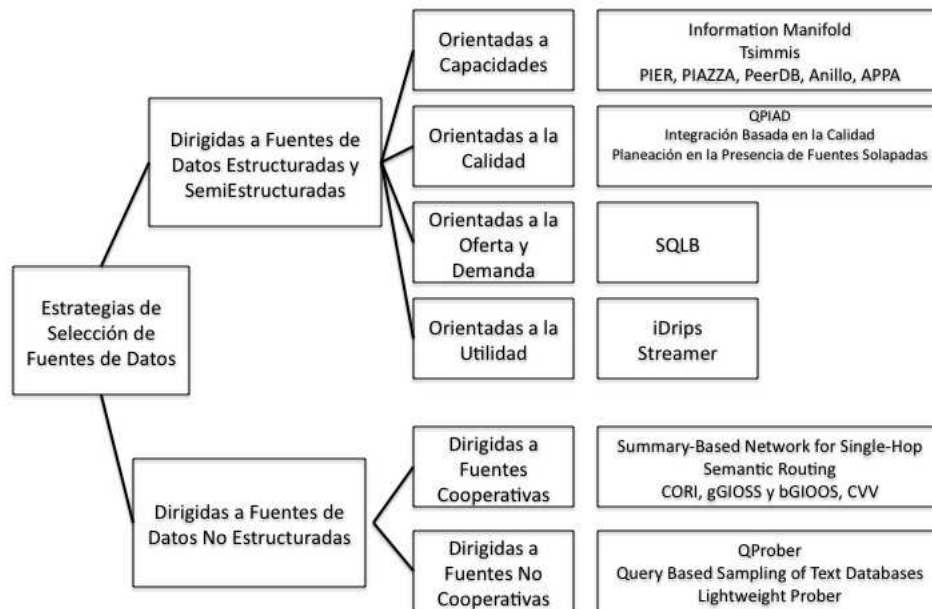 Estrategias de
Selección de
Fuentes de Datos
Dirigidas a Fuentes de
Datos Estructuradas y
SemiEstructuradas
Orientadas a
Capacidades
Information Manifold
Tsimmis
PIER, PIAZZA, PeerDB, Anillo, APPA
Orientadas a la
Calidad
QPIAD
Integración Basada en la Calidad
Planeación en la Presencia de Fuentes Solapadas
Orientadas a la
Oferta y
Demanda
SQLB
Orientadas a la
Utilidad
iDrips
Streamer
Dirigidas a Fuentes de
Datos No Estructuradas
Dirigidas a
Fuentes
Cooperativas
Summary-Based Network for Single-Hop
Semantic Routing
CORI, gGIOSS y bGIOOS, CVV
Dirigidas a
Fuentes No
Cooperativas
QProber
Query Based Sampling of Text Databases
Lightweight Prober